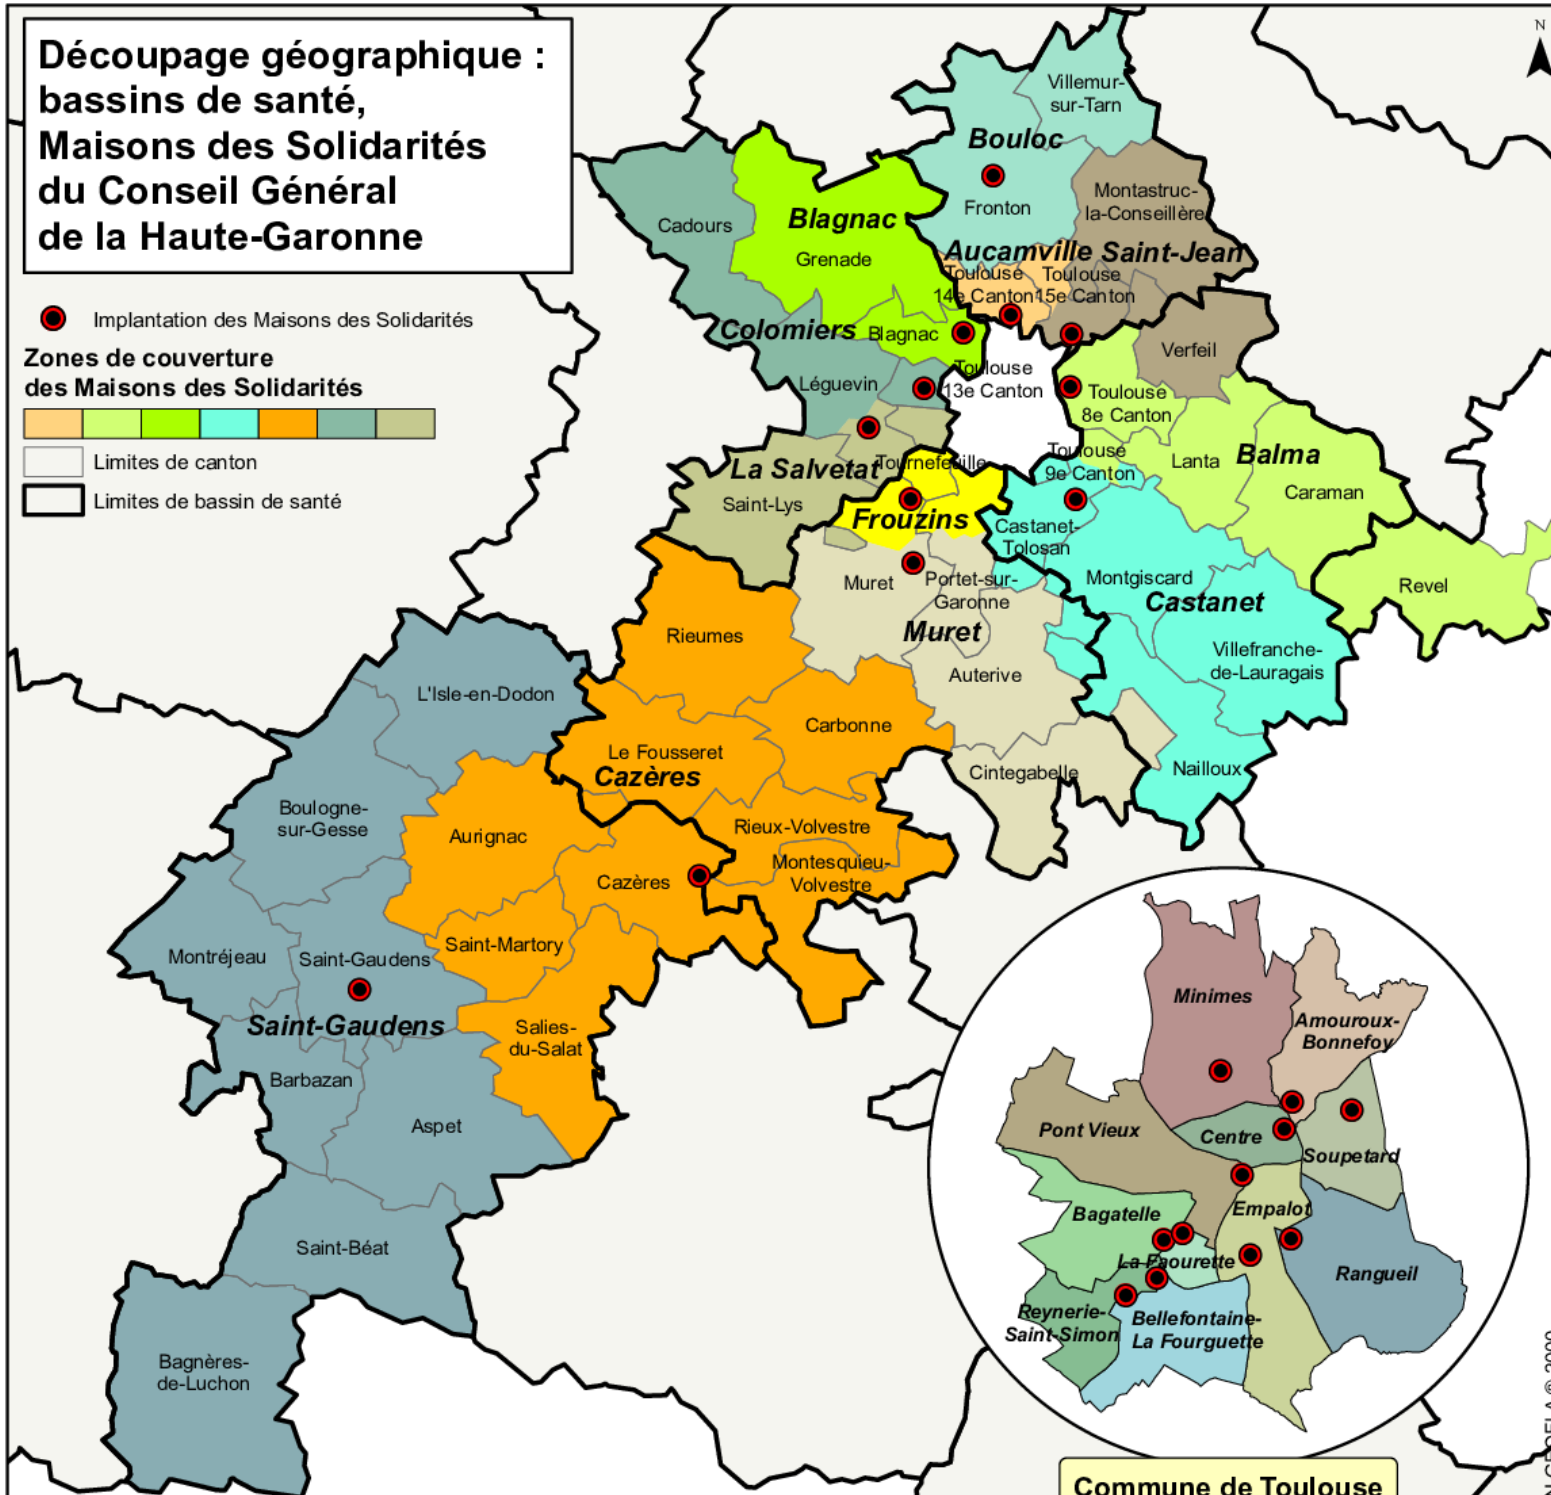 Découpage géographique :
bassins de santé,
Maisons des Solidarités
du Conseil Général
de la Haute-Garonne
N
Implantation des Maisons des Solidarités
Zones de couverture
des Maisons des Solidarités
Limites de canton
Limites de bassin de santé
Villemur-
sur-Tarn
Bouloc
Fronton
Montastruc-
la-Conseillère
Cadours
Blagnac
Grenade
Aucamville
Saint-Jean
Toulouse
14e Canton
Toulouse
15e Canton
Colomiers
Blagnac
Verfeil
Léguevin
Toulouse
13e Canton
Toulouse
8e Canton
La Salvetat
Tournefeuille
Toulouse
9e Canton
Lanta
Balma
Caraman
Saint-Lys
Frouzins
Castanet-
Tolosan
Muret
Portet-sur-
Garonne
Montgiscard
Castanet
Revel
Rieumes
Muret
Auterive
Villefranche-
de-Lauragais
L'Isle-en-Dodon
Carbonne
Le Fousseret
Cazères
Cintegabelle
Nailloux
Boulogne-
sur-Gesse
Aurignac
Rieux-Volvestre
Montesquieu-
Volvestre
Cazères
Saint-Martory
Montréjeau
Saint-Gaudens
Saint-Gaudens
Salies-
du-Salat
Barbazan
Aspet
Saint-Béat
Bagnères-
de-Luchon
Minimes
Amouroux-
Bonnefoy
Pont Vieux
Centre
Soupetard
Bagatelle
Empalot
La Faourette
Rangueil
Reynerie-
Saint-Simon
Bellefontaine-
La Fourguette
Commune de Toulouse